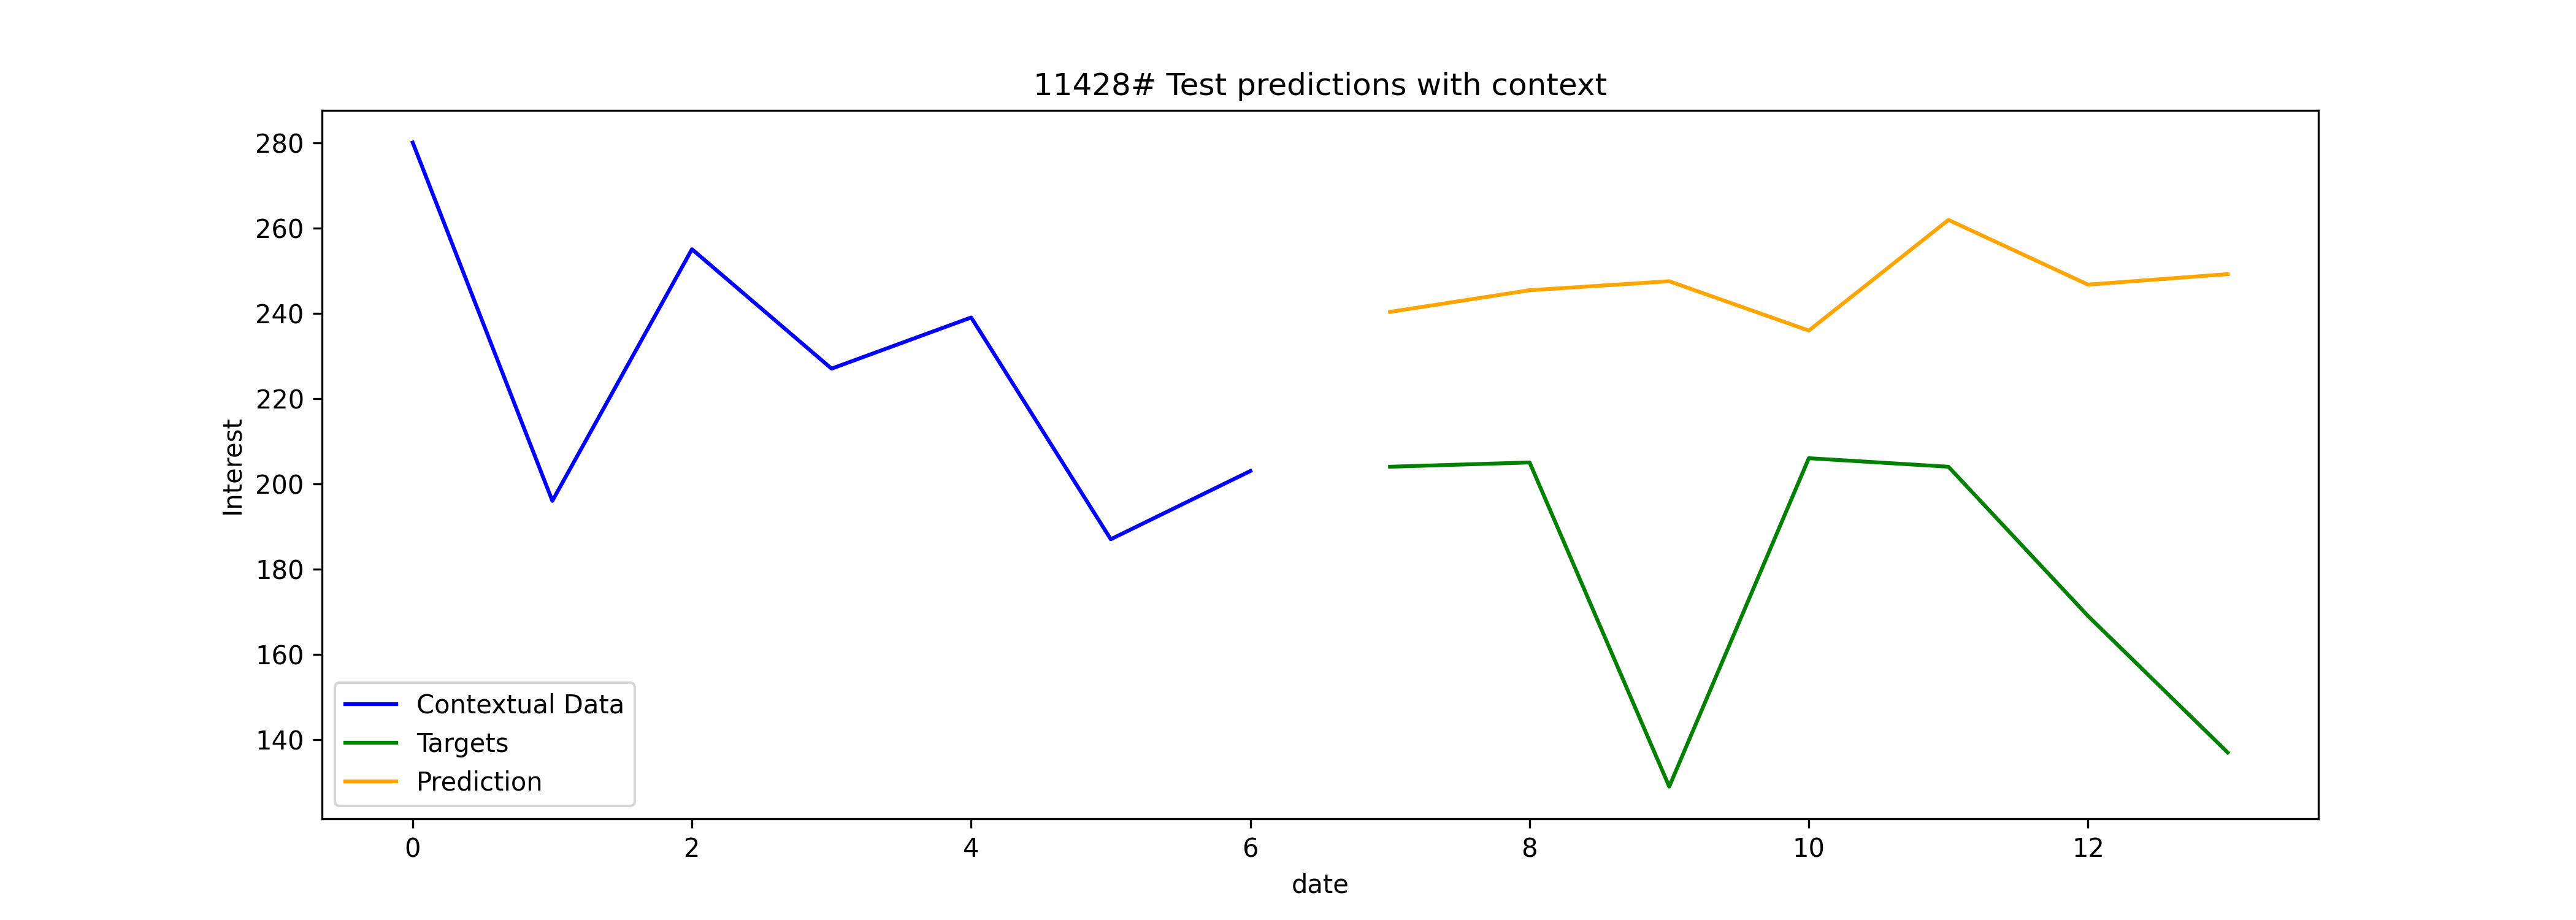 11428# Test predictions with context
280
260
240
220
200
180
160
140
Interest
Contextual Data
Targets
Prediction
0 2 4 6 8 10 12
date